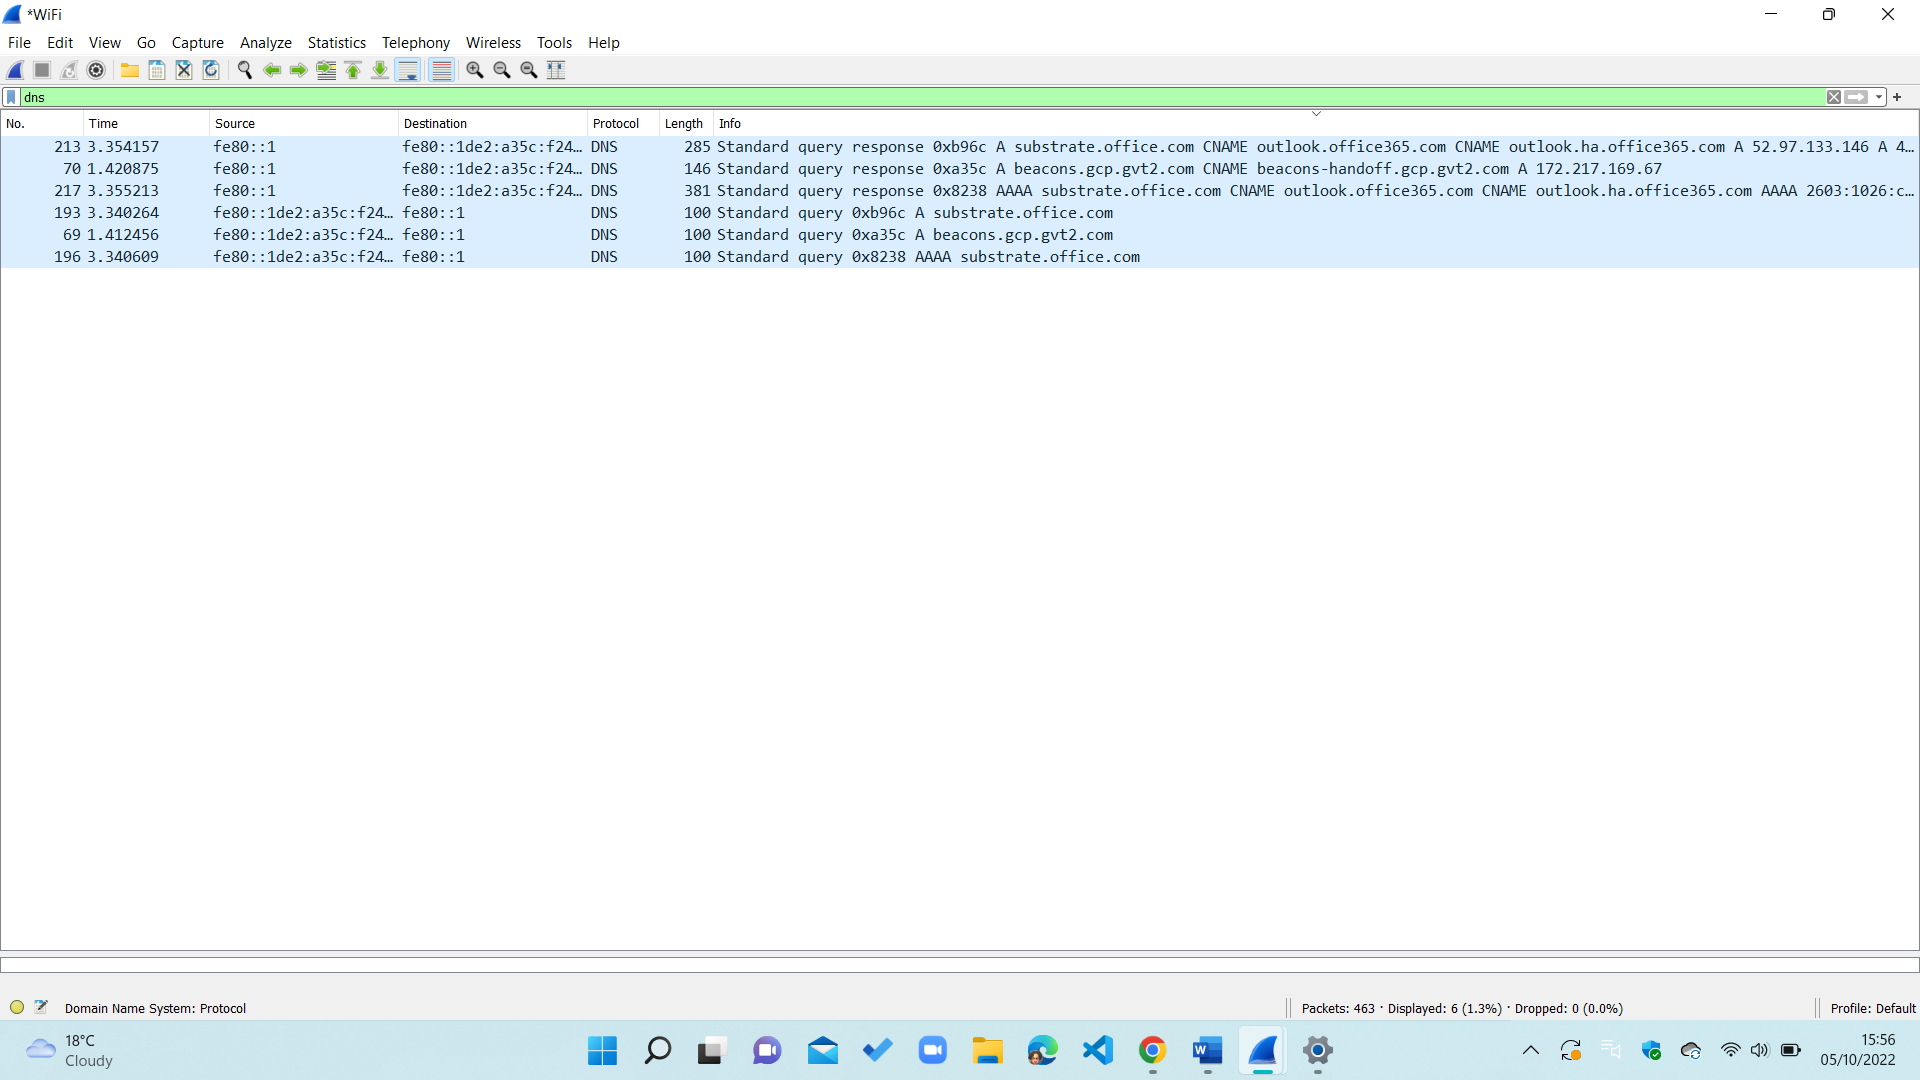 *WiFi
File Edit View Go Capture Analyze Statistics Telephony Wireless Tools Help
dns
No. Time Source Destination Protocol Length Info
213 3.354157 fe80::1 fe80::1de2:a35c:f24… DNS 285 Standard query response 0xb96c A substrate.office.com CNAME outlook.office365.com CNAME outlook.ha.office365.com A 52.97.133.146 A 4…
70 1.420875 fe80::1 fe80::1de2:a35c:f24… DNS 146 Standard query response 0xa35c A beacons.gcp.gvt2.com CNAME beacons-handoff.gcp.gvt2.com A 172.217.169.67
217 3.355213 fe80::1 fe80::1de2:a35c:f24… DNS 381 Standard query response 0x8238 AAAA substrate.office.com CNAME outlook.office365.com CNAME outlook.ha.office365.com AAAA 2603:1026:c…
193 3.340264 fe80::1de2:a35c:f24… fe80::1 DNS 100 Standard query 0xb96c A substrate.office.com
69 1.412456 fe80::1de2:a35c:f24… fe80::1 DNS 100 Standard query 0xa35c A beacons.gcp.gvt2.com
196 3.340609 fe80::1de2:a35c:f24… fe80::1 DNS 100 Standard query 0x8238 AAAA substrate.office.com
Domain Name System: Protocol
Packets: 463 · Displayed: 6 (1.3%) · Dropped: 0 (0.0%)
Profile: Default
18°C
Cloudy
15:56
05/10/2022